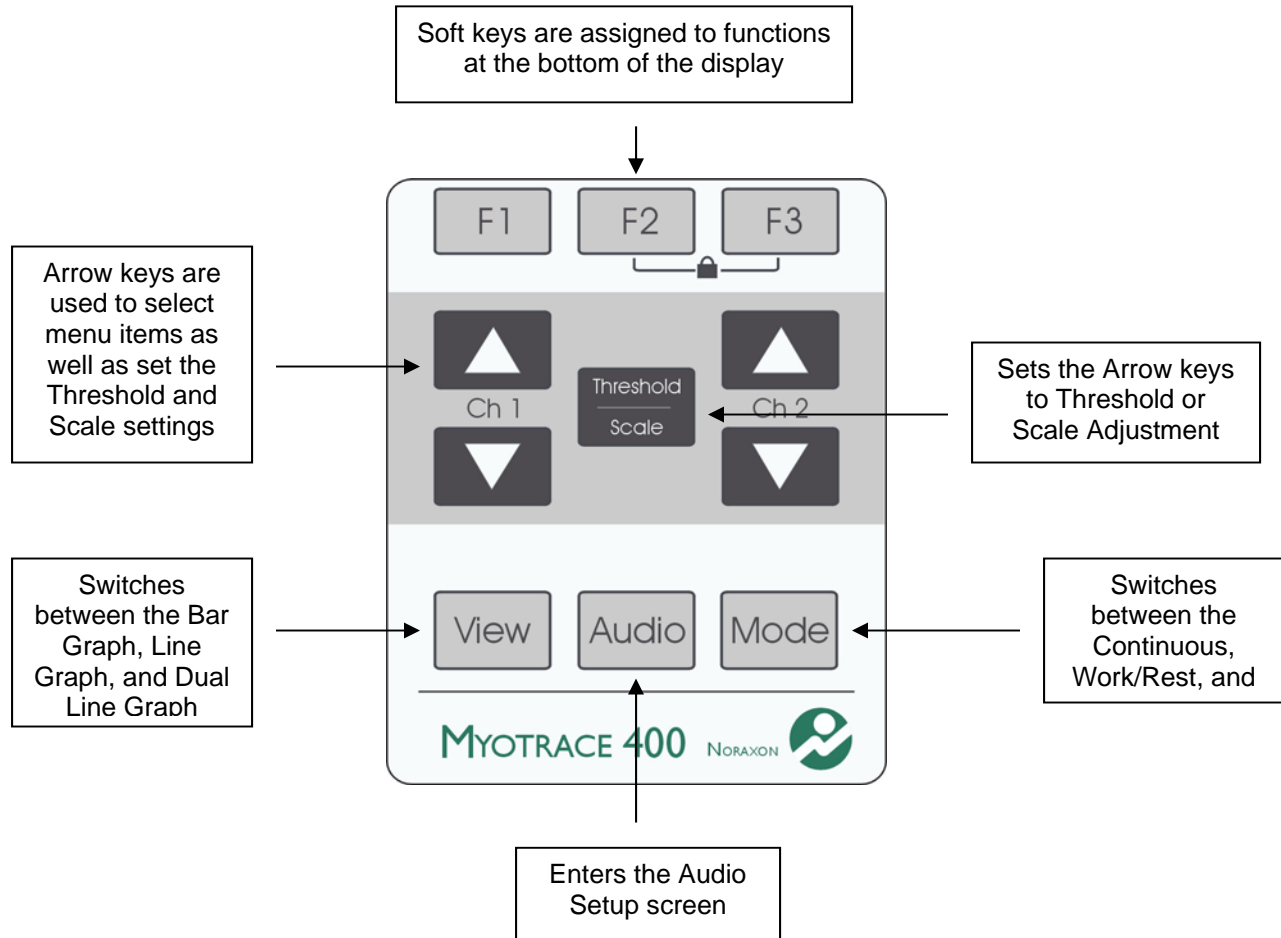 Soft keys are assigned to functions
at the bottom of the display
F1 F2 F3
Arrow keys are
used to select
menu items as
well as set the
Threshold and
Scale settings
Ch 1
Threshold
Scale
Ch 2
Sets the Arrow keys
to Threshold or
Scale Adjustment
Switches
between the Bar
Graph, Line
Graph, and Dual
Line Graph
View Audio Mode
Switches
between the
Continuous,
Work/Rest, and
MYOTRACE 400 NORAXON
Enters the Audio
Setup screen